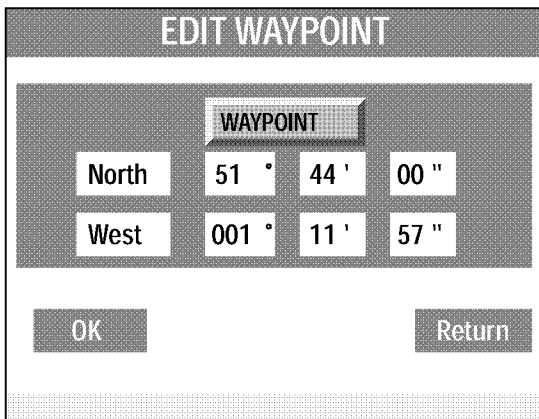 EDIT WAYPOINT
WAYPOINT
North 51 ° 44 ' 00 "
West 001 ° 11 ' 57 "
OK Return